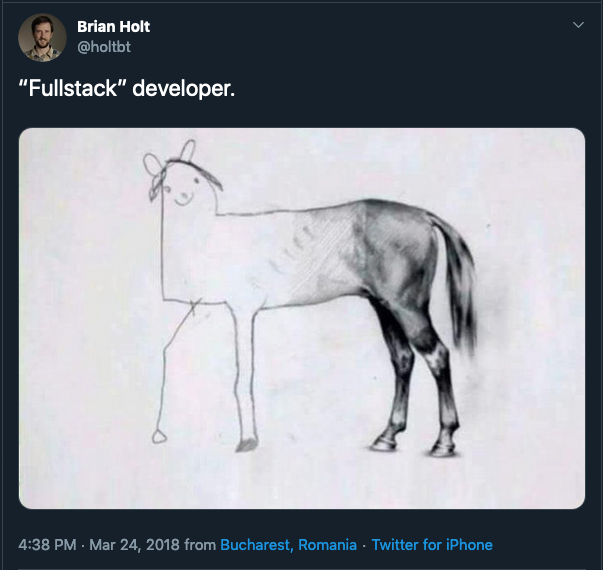 Brian Holt
@holtbt
“Fullstack” developer.
4:38 PM · Mar 24, 2018 from Bucharest, Romania · Twitter for iPhone